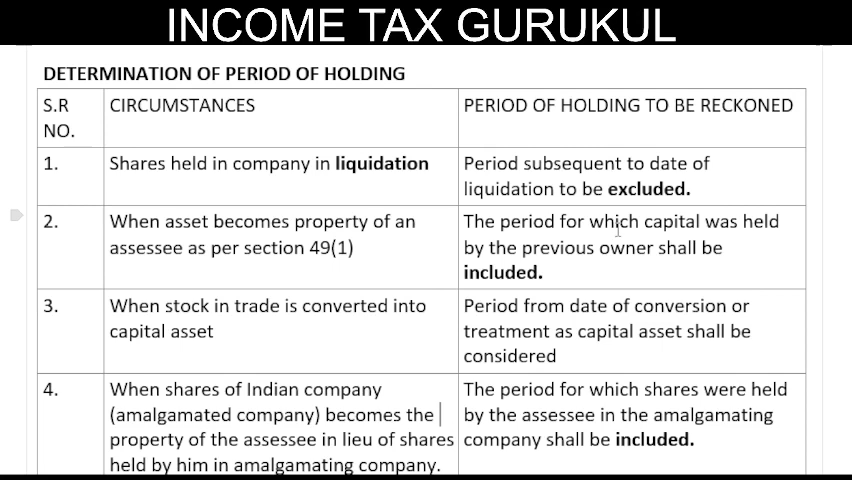 INCOME TAX GURUKUL
DETERMINATION OF PERIOD OF HOLDING
S.R
NO.
CIRCUMSTANCES
PERIOD OF HOLDING TO BE RECKONED
1.
Shares held in company in liquidation
Period subsequent to date of
liquidation to be excluded.
2.
When asset becomes property of an
assessee as per section 49(1)
The period for which capital was held
by the previous owner shall be
included.
3.
When stock in trade is converted into
capital asset
Period from date of conversion or
treatment as capital asset shall be
considered
4.
When shares of Indian company
(amalgamated company) becomes the
property of the assessee in lieu of shares
held by him in amalgamating company.
The period for which shares were held
by the assessee in the amalgamating
company shall be included.